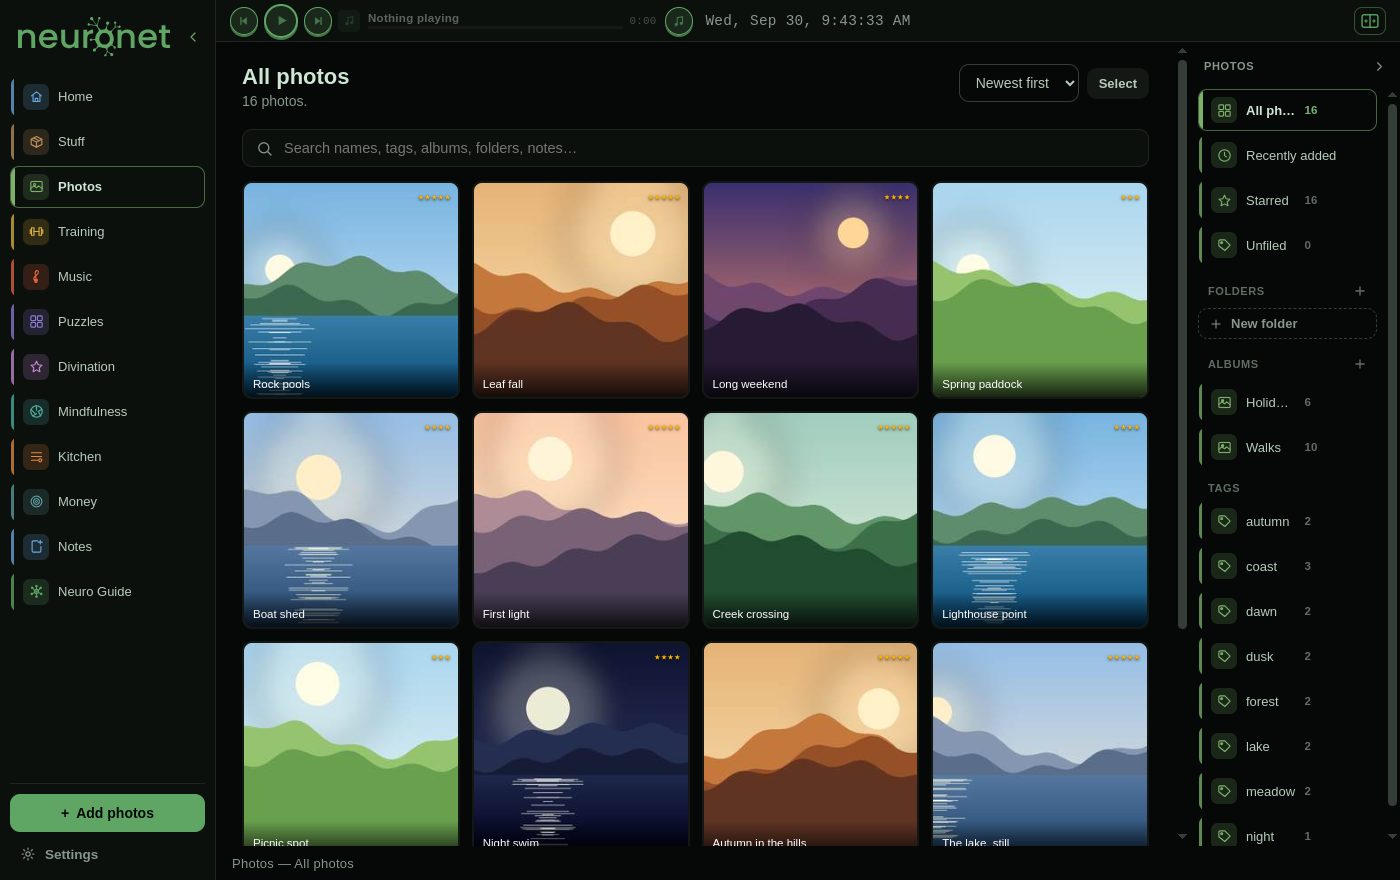 neuronet
Nothing playing
0:00
Wed, Sep 30, 9:43:33 AM
Home
Stuff
Photos
Training
Music
Puzzles
Divination
Mindfulness
Kitchen
Money
Notes
Neuro Guide
+ Add photos
Settings
All photos
16 photos.
Newest first
Select
Search names, tags, albums, folders, notes…
★★★★★
Rock pools
★★★★★
Leaf fall
★★★★
Long weekend
★★★
Spring paddock
★★★★
Boat shed
★★★★★
First light
★★★★★
Creek crossing
★★★★
Lighthouse point
★★★
Picnic spot
★★★★
Night swim
★★★★★
Autumn in the hills
★★★★★
The lake, still
Photos — All photos
PHOTOS
All ph… 16
Recently added
Starred 16
Unfiled 0
FOLDERS +
+ New folder
ALBUMS +
Holid… 6
Walks 10
TAGS
autumn 2
coast 3
dawn 2
dusk 2
forest 2
lake 2
meadow 2
night 1